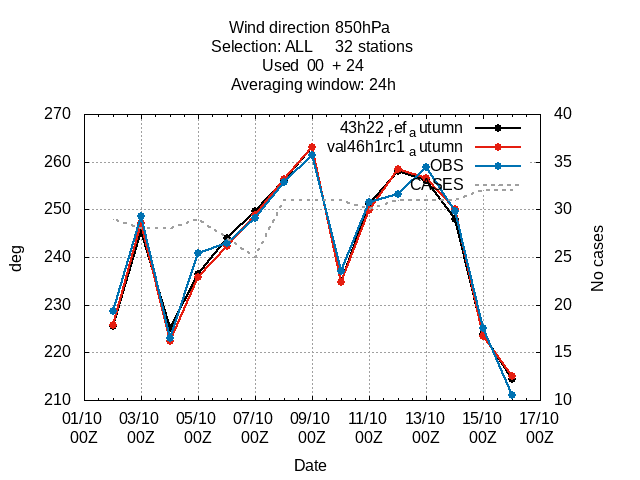 Wind direction 850hPa
Selection: ALL 32 stations
Used 00 + 24
Averaging window: 24h
270 40
43h22refautumn
val46h1rc1autumn
260 35
OBS
CASES
250 30
deg
240 25
No cases
230 20
220 15
210 10
01/10 03/10 05/10 07/10 09/10 11/10 13/10 15/10 17/10
00Z 00Z 00Z 00Z 00Z 00Z 00Z 00Z 00Z
Date